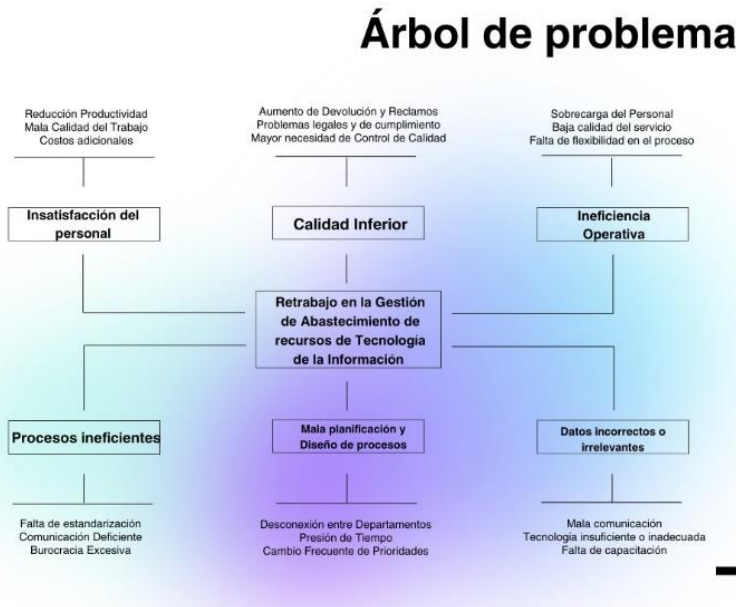 Árbol de problema
Reducción Productividad
Mala Calidad del Trabajo
Costos adicionales
Aumento de Devolución y Reclamos
Problemas legales y de cumplimiento
Mayor necesidad de Control de Calidad
Sobrecarga del Personal
Baja calidad del servicio
Falta de flexibilidad en el proceso
Insatisfacción del
personal
Calidad Inferior
Ineficiencia
Operativa
Retrabajo en la Gestión
de Abastecimiento de
recursos de Tecnología
de la Información
Procesos ineficientes
Mala planificación y
Diseño de procesos
Datos incorrectos o
irrelevantes
Falta de estandarización
Comunicación Deficiente
Burocracia Excesiva
Desconexión entre Departamentos
Presión de Tiempo
Cambio Frecuente de Prioridades
Mala comunicación
Tecnología insuficiente o inadecuada
Falta de capacitación